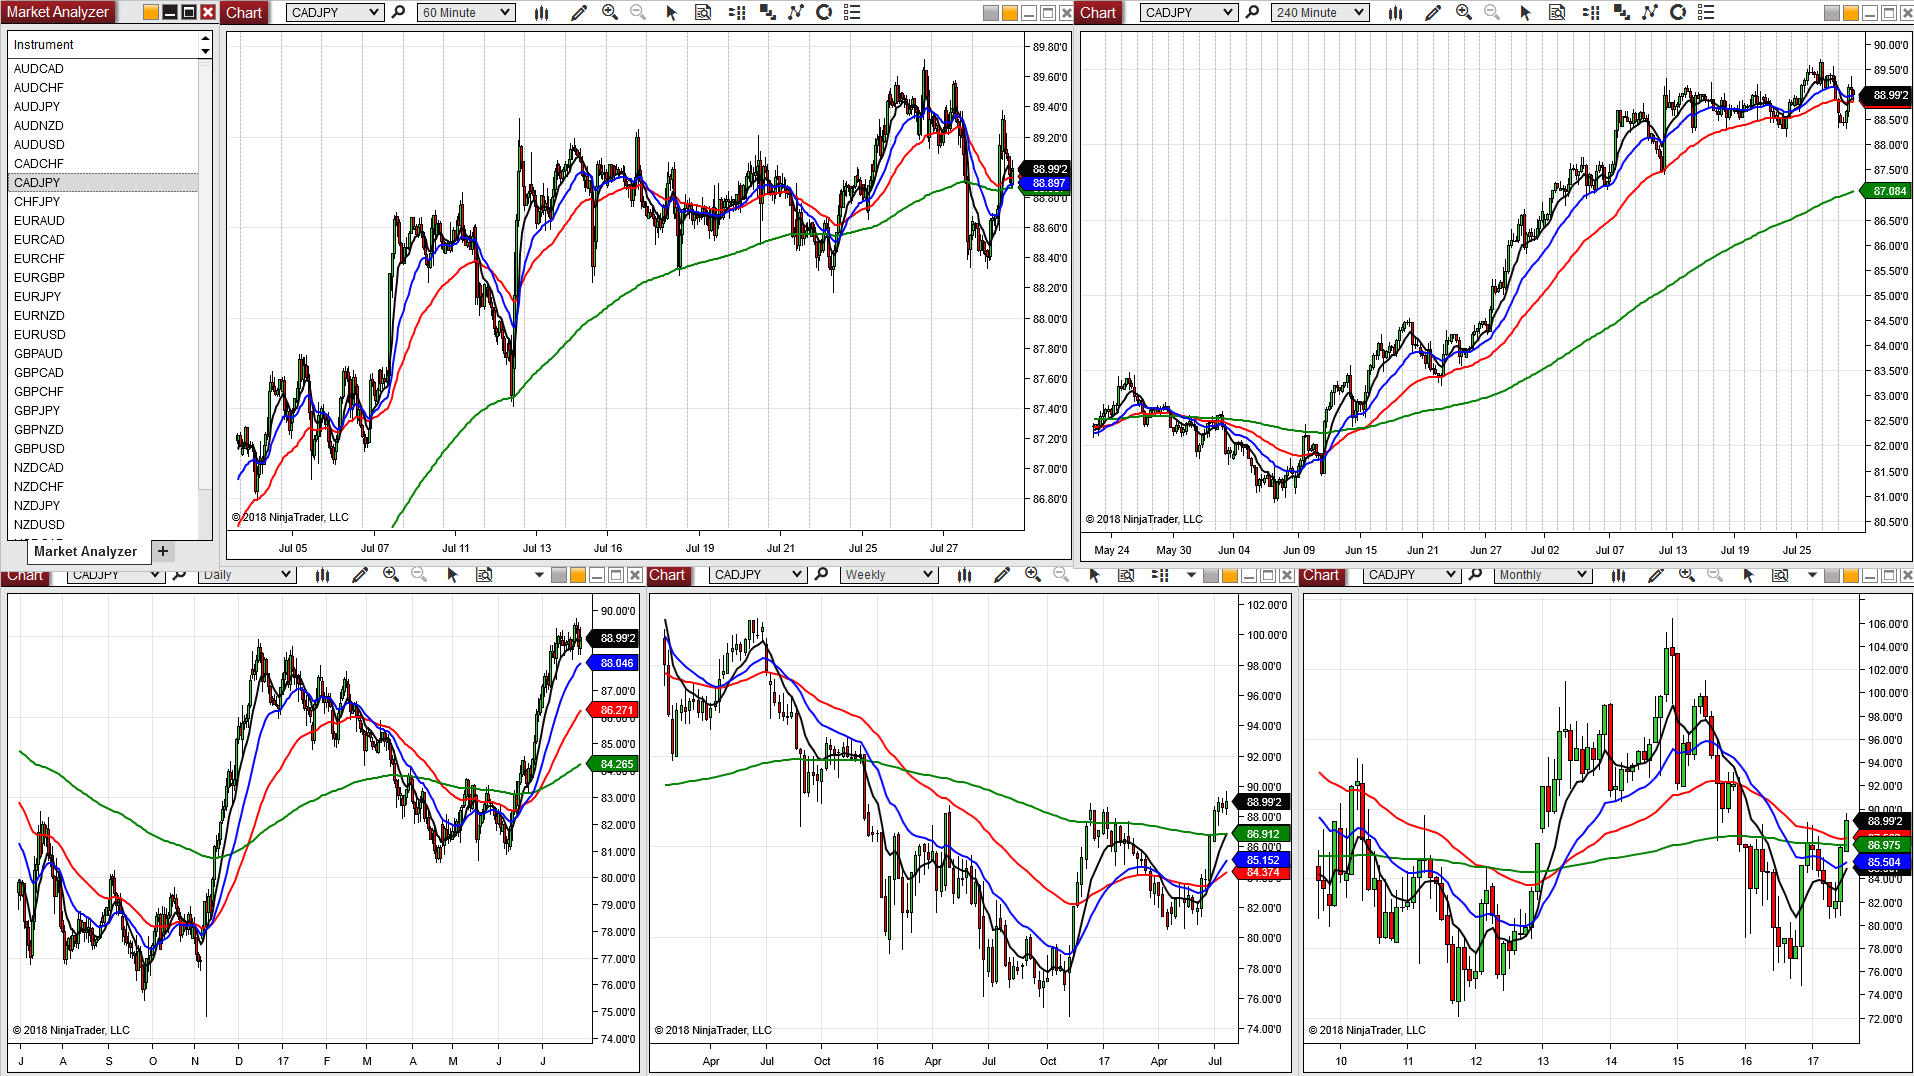 Market Analyzer
Instrument
AUDCAD
AUDCHF
AUDJPY
AUDNZD
AUDUSD
CADCHF
CADJPY
CHFJPY
EURAUD
EURCAD
EURCHF
EURGBP
EURJPY
EURNZD
EURUSD
GBPAUD
GBPCAD
GBPCHF
GBPJPY
GBPNZD
GBPUSD
NZDCAD
NZDCHF
NZDJPY
NZDUSD
Market Analyzer +
Chart CADJPY 60 Minute
89.80'0
89.60'0
89.40'0
89.20'0
88.99'2
88.897
88.80'0
88.60'0
88.40'0
88.20'0
88.00'0
87.80'0
87.60'0
87.40'0
87.20'0
87.00'0
86.80'0
© 2018 NinjaTrader, LLC
Jul 05 Jul 07 Jul 11 Jul 13 Jul 16 Jul 19 Jul 21 Jul 25 Jul 27
Chart CADJPY 240 Minute
90.00'0
89.50'0
88.99'2
88.50'0
88.00'0
87.50'0
87.084
86.50'0
86.00'0
85.50'0
85.00'0
84.50'0
84.00'0
83.50'0
83.00'0
82.50'0
82.00'0
81.50'0
81.00'0
80.50'0
© 2018 NinjaTrader, LLC
May 24 May 30 Jun 04 Jun 09 Jun 15 Jun 21 Jun 27 Jul 02 Jul 07 Jul 13 Jul 19 Jul 25
Chart CADJPY Daily
90.00'0
88.99'2
88.046
87.00'0
86.271
86.00'0
85.00'0
84.265
83.00'0
82.00'0
81.00'0
80.00'0
79.00'0
78.00'0
77.00'0
76.00'0
75.00'0
74.00'0
© 2018 NinjaTrader, LLC
J A S O N D 17 F M A M J J
Chart CADJPY Weekly
102.00'0
100.00'0
98.00'0
96.00'0
94.00'0
92.00'0
90.00'0
88.99'2
88.00'0
86.912
86.00'0
85.152
84.374
82.00'0
80.00'0
78.00'0
76.00'0
74.00'0
© 2018 NinjaTrader, LLC
Apr Jul Oct 16 Apr Jul Oct 17 Apr Jul
Chart CADJPY Monthly
106.00'0
104.00'0
102.00'0
100.00'0
98.00'0
96.00'0
94.00'0
92.00'0
90.00'0
88.99'2
86.975
85.504
84.00'0
82.00'0
80.00'0
78.00'0
76.00'0
74.00'0
72.00'0
© 2018 NinjaTrader, LLC
10 11 12 13 14 15 16 17